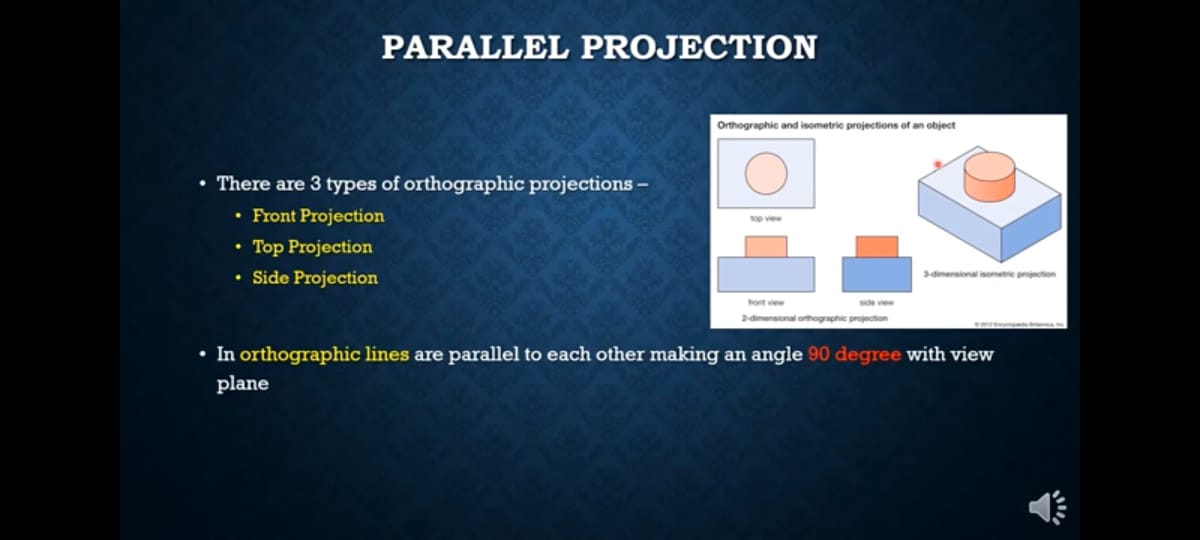 PARALLEL PROJECTION
• There are 3 types of orthographic projections –
• Front Projection
• Top Projection
• Side Projection
Orthographic and isometric projections of an object
top view
front view
side view
2-dimensional orthographic projection
3-dimensional isometric projection
© 2012 Encyclopædia Britannica, Inc.
• In orthographic lines are parallel to each other making an angle 90 degree with view
plane